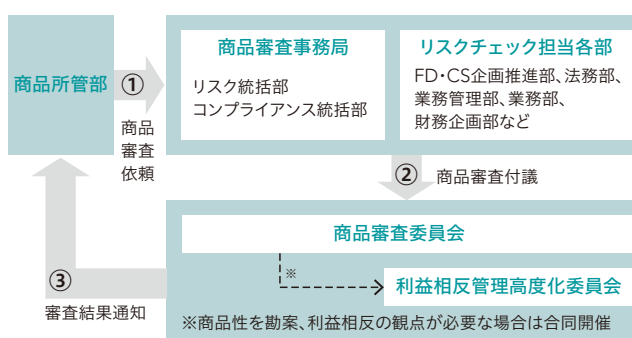 商品所管部
①
商品
審査
依頼
商品審査事務局
リスク統括部
コンプライアンス統括部
リスクチェック担当各部
FD・CS企画推進部、法務部、
業務管理部、業務部、
財務企画部など
②
商品審査付議
商品審査委員会
※
利益相反管理高度化委員会
※商品性を勘案、利益相反の観点が必要な場合は合同開催
③
審査結果通知